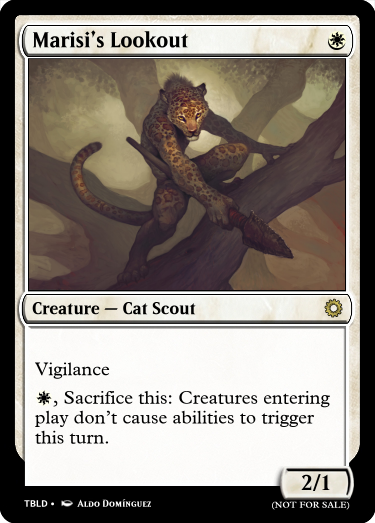 Marisi's Lookout
Creature — Cat Scout
Vigilance
, Sacrifice this: Creatures entering
play don't cause abilities to trigger
this turn.
2/1
TBLD • Aldo Domínguez
(NOT FOR SALE)